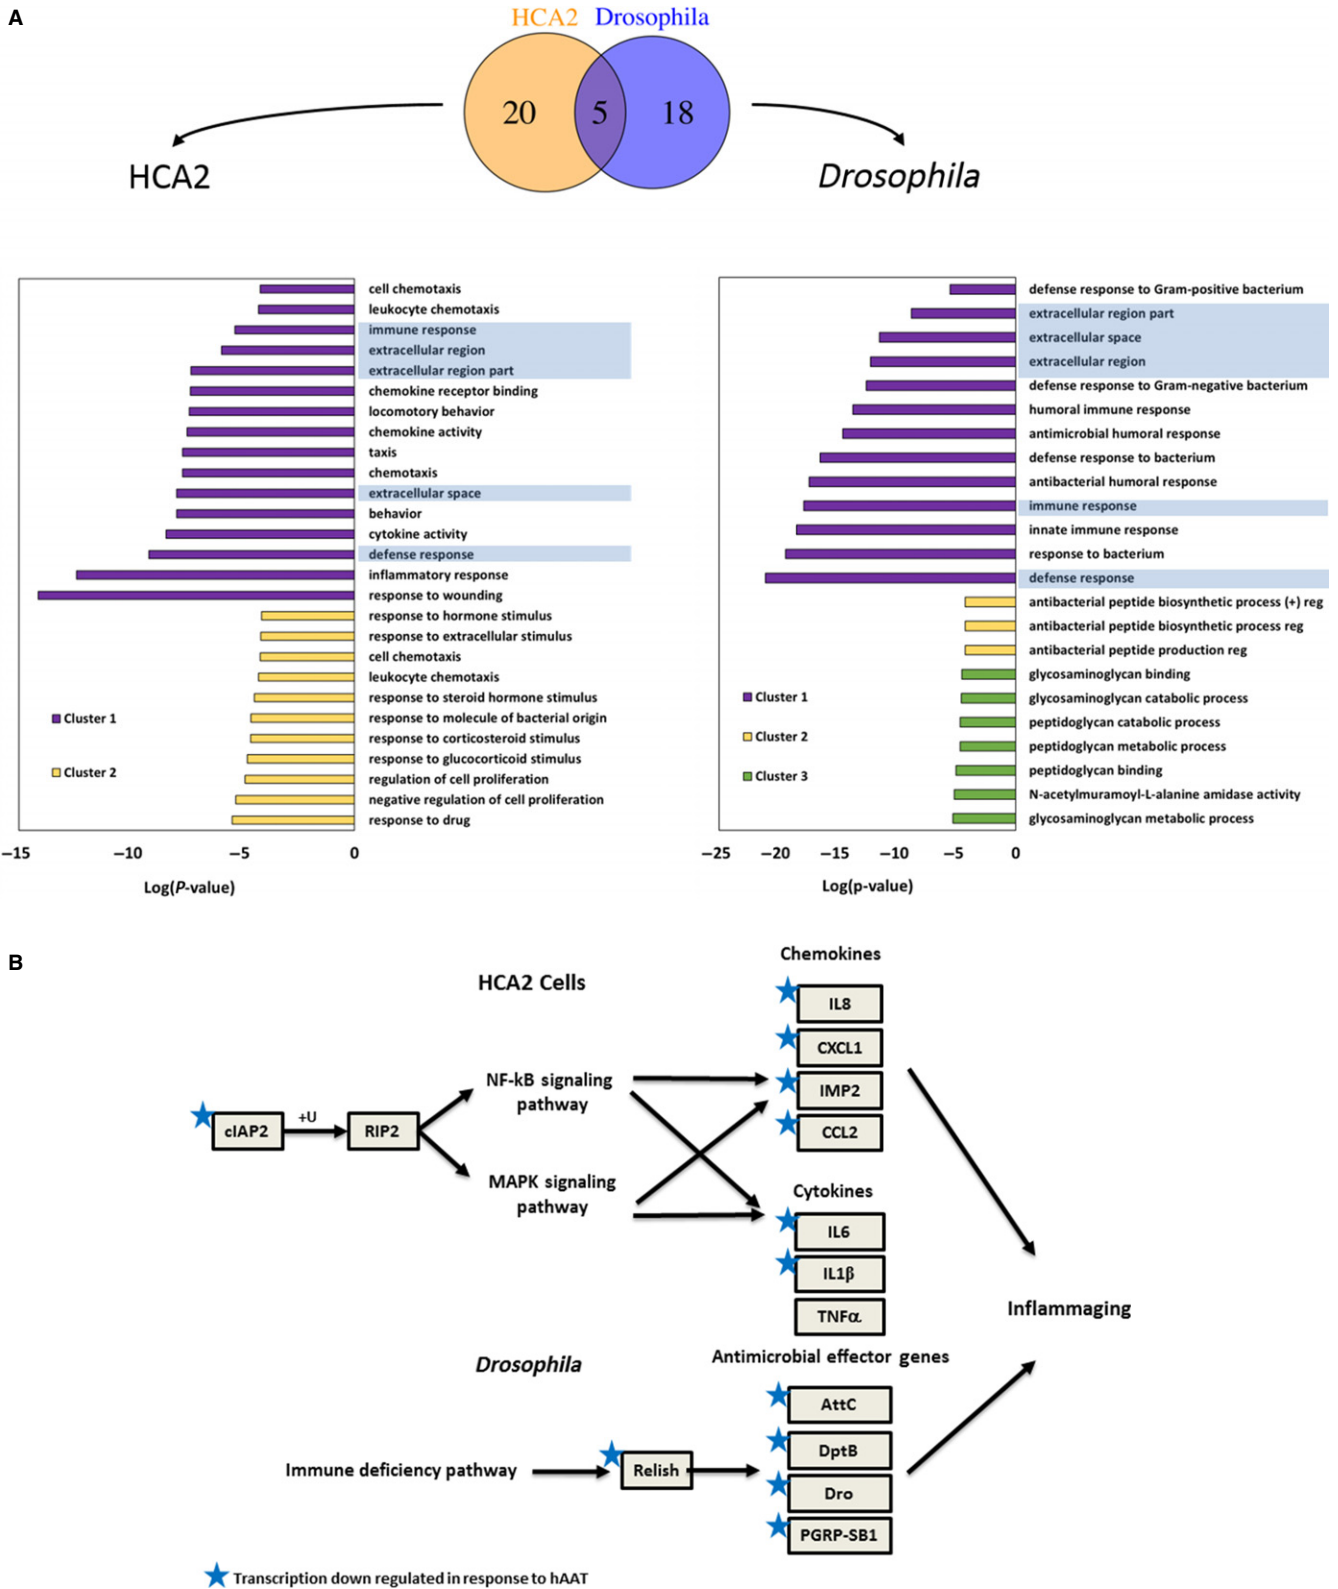 A
HCA2 Drosophila
20 5 18
HCA2
Drosophila
cell chemotaxis
leukocyte chemotaxis
immune response
extracellular region
extracellular region part
chemokine receptor binding
locomotory behavior
chemokine activity
taxis
chemotaxis
extracellular space
behavior
cytokine activity
defense response
inflammatory response
response to wounding
response to hormone stimulus
response to extracellular stimulus
cell chemotaxis
leukocyte chemotaxis
response to steroid hormone stimulus
response to molecule of bacterial origin
response to corticosteroid stimulus
response to glucocorticoid stimulus
regulation of cell proliferation
negative regulation of cell proliferation
response to drug
Cluster 1
Cluster 2
−15 −10 −5 0
Log(P-value)
defense response to Gram-positive bacterium
extracellular region part
extracellular space
extracellular region
defense response to Gram-negative bacterium
humoral immune response
antimicrobial humoral response
defense response to bacterium
antibacterial humoral response
immune response
innate immune response
response to bacterium
defense response
antibacterial peptide biosynthetic process (+) reg
antibacterial peptide biosynthetic process reg
antibacterial peptide production reg
glycosaminoglycan binding
glycosaminoglycan catabolic process
peptidoglycan catabolic process
peptidoglycan metabolic process
peptidoglycan binding
N-acetylmuramoyl-L-alanine amidase activity
glycosaminoglycan metabolic process
Cluster 1
Cluster 2
Cluster 3
−25 −20 −15 −10 −5 0
Log(p-value)
B
HCA2 Cells
cIAP2
+U
RIP2
NF-kB signaling
pathway
MAPK signaling
pathway
Chemokines
IL8
CXCL1
IMP2
CCL2
Cytokines
IL6
IL1β
TNFα
Inflammaging
Drosophila
Antimicrobial effector genes
Immune deficiency pathway
Relish
AttC
DptB
Dro
PGRP-SB1
Transcription down regulated in response to hAAT